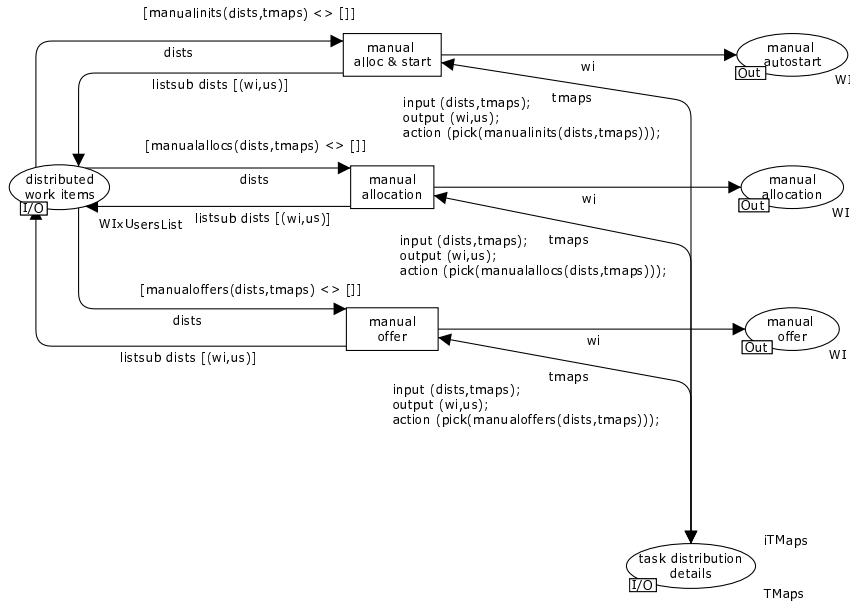 [manualinits(dists,tmaps) <> []]
dists
manual
alloc & start
wi
manual
autostart
Out
WI
listsub dists [(wi,us)]
tmaps
input (dists,tmaps);
output (wi,us);
action (pick(manualinits(dists,tmaps)));
[manualallocs(dists,tmaps) <> []]
distributed
work items
I/O
dists
manual
allocation
wi
manual
allocation
Out
WI
WIxUsersList
listsub dists [(wi,us)]
tmaps
input (dists,tmaps);
output (wi,us);
action (pick(manualallocs(dists,tmaps)));
[manualoffers(dists,tmaps) <> []]
dists
manual
offer
wi
manual
offer
Out
WI
listsub dists [(wi,us)]
tmaps
input (dists,tmaps);
output (wi,us);
action (pick(manualoffers(dists,tmaps)));
iTMaps
task distribution
details
I/O
TMaps